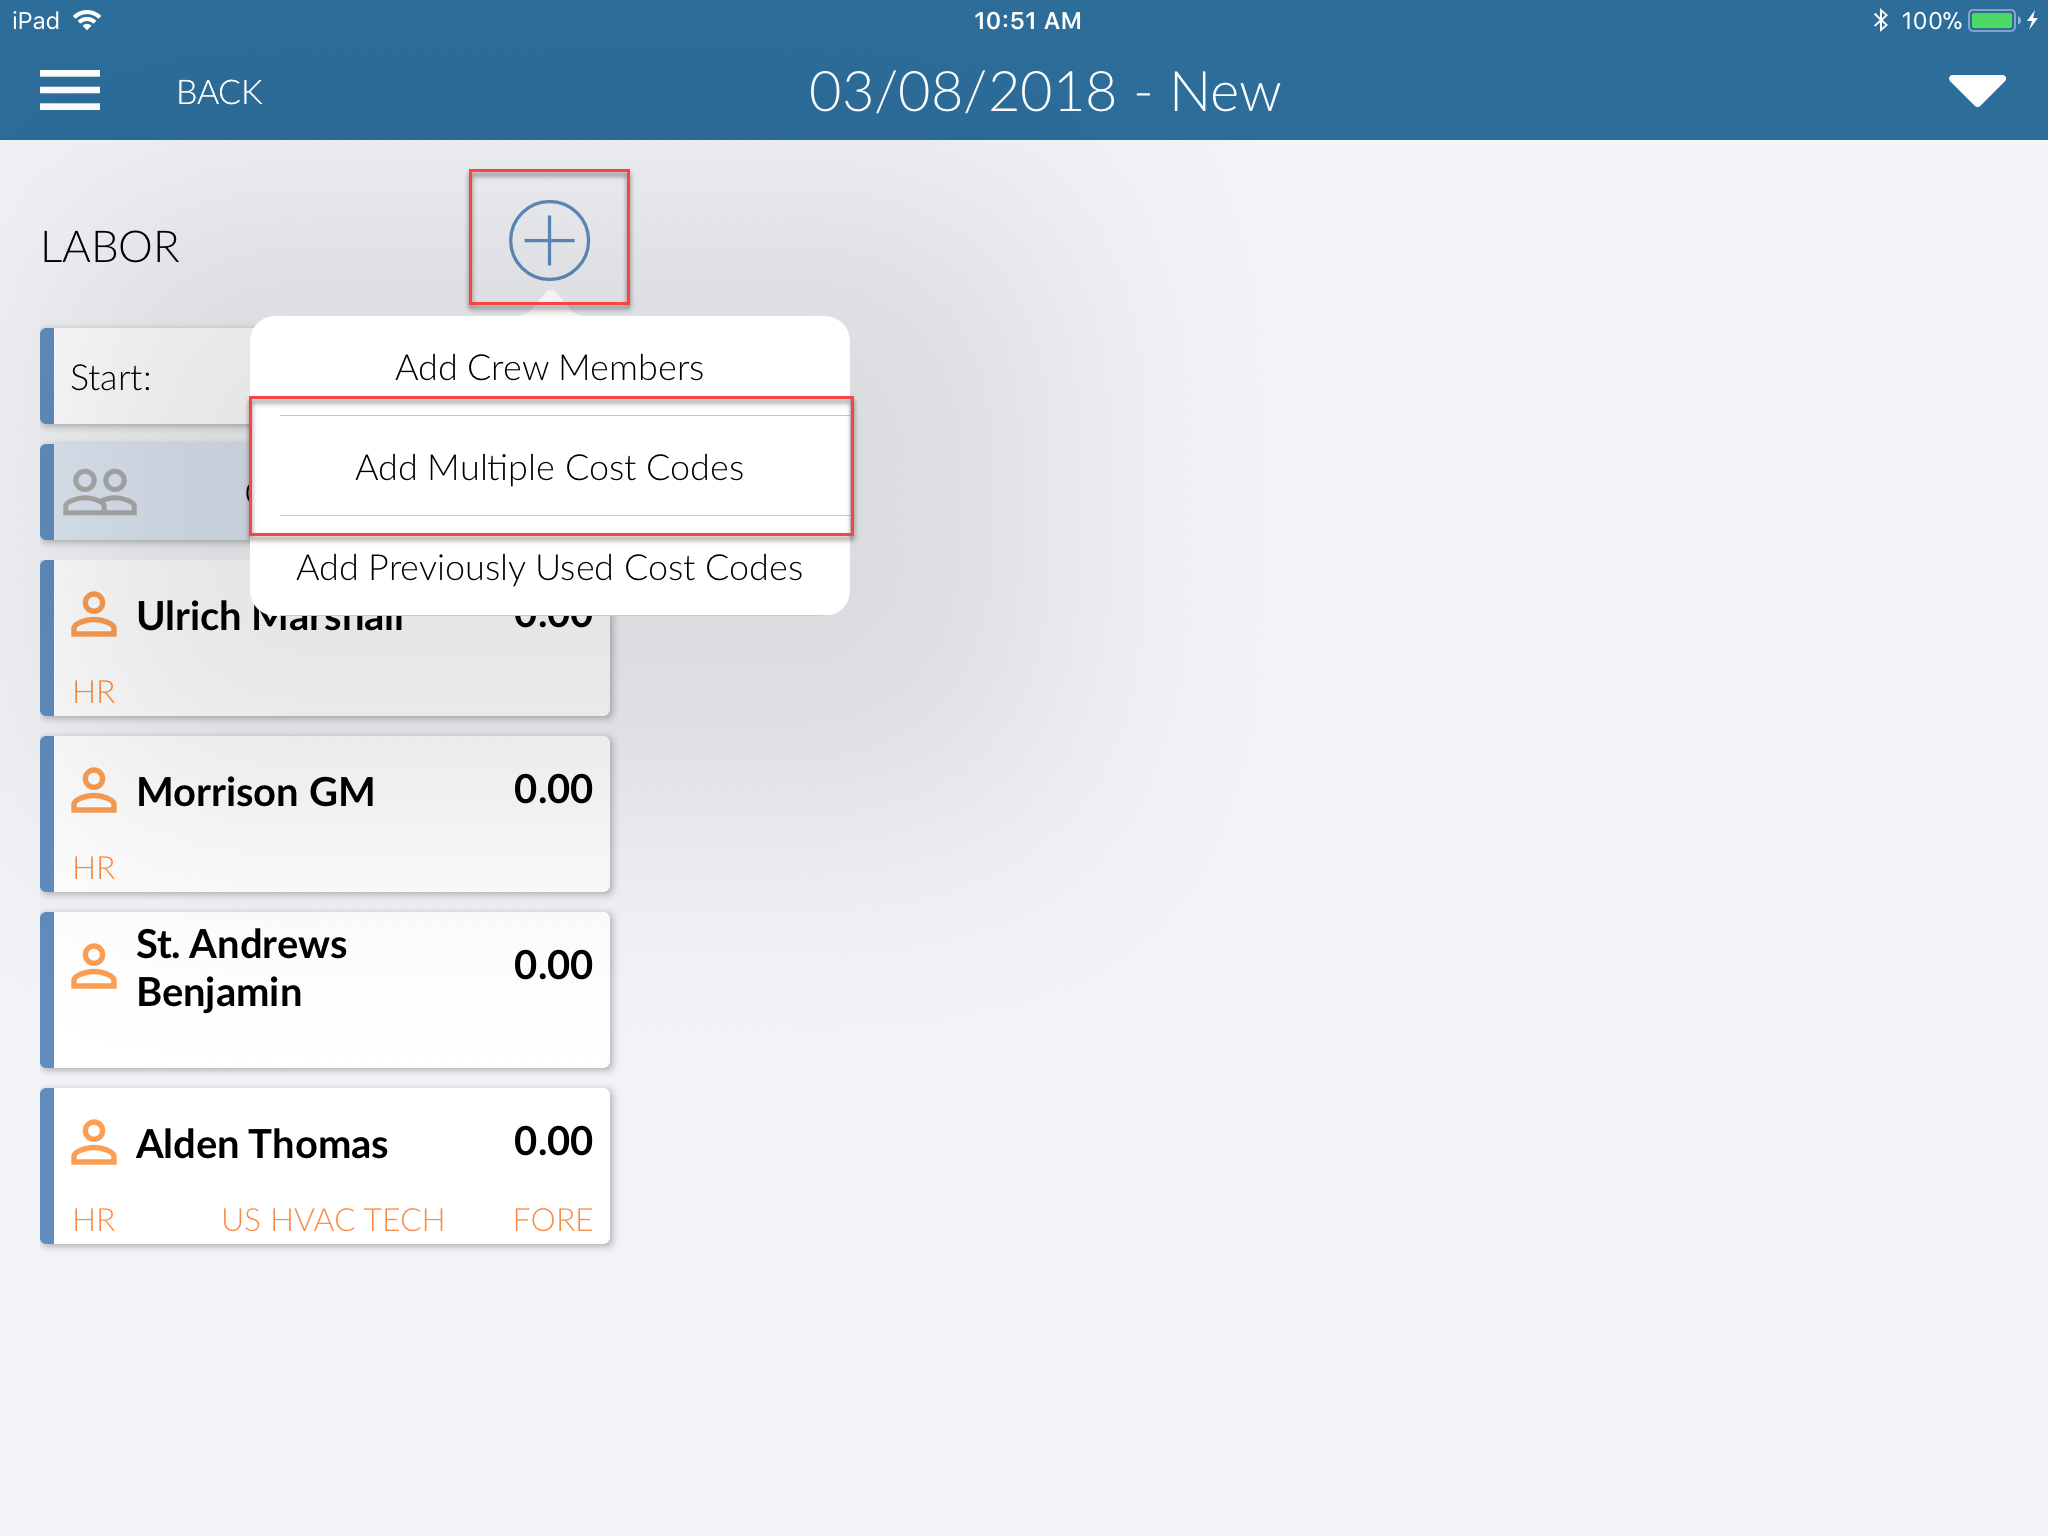 iPad 10:51 AM 100%
BACK 03/08/2018 - New
LABOR
Add Crew Members
Start:
Add Multiple Cost Codes
Add Previously Used Cost Codes
Ulrich Marshall 0.00
HR
Morrison GM 0.00
HR
St. Andrews
Benjamin 0.00
Alden Thomas 0.00
HR US HVAC TECH FORE